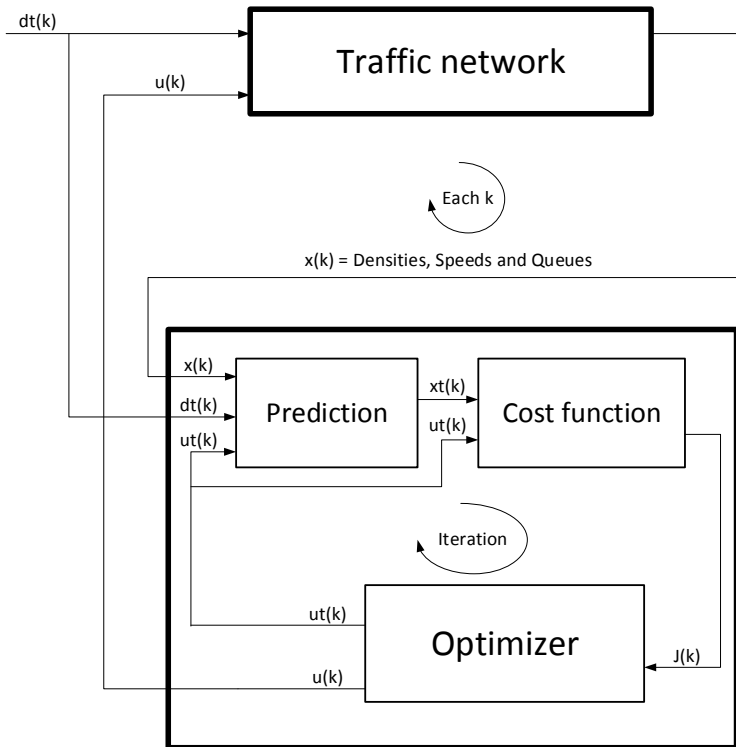 dt(k)
Traffic network
u(k)
Each k
x(k) = Densities, Speeds and Queues
x(k)
Prediction
xt(k)
Cost function
dt(k)
ut(k)
ut(k)
Iteration
ut(k)
Optimizer
J(k)
u(k)